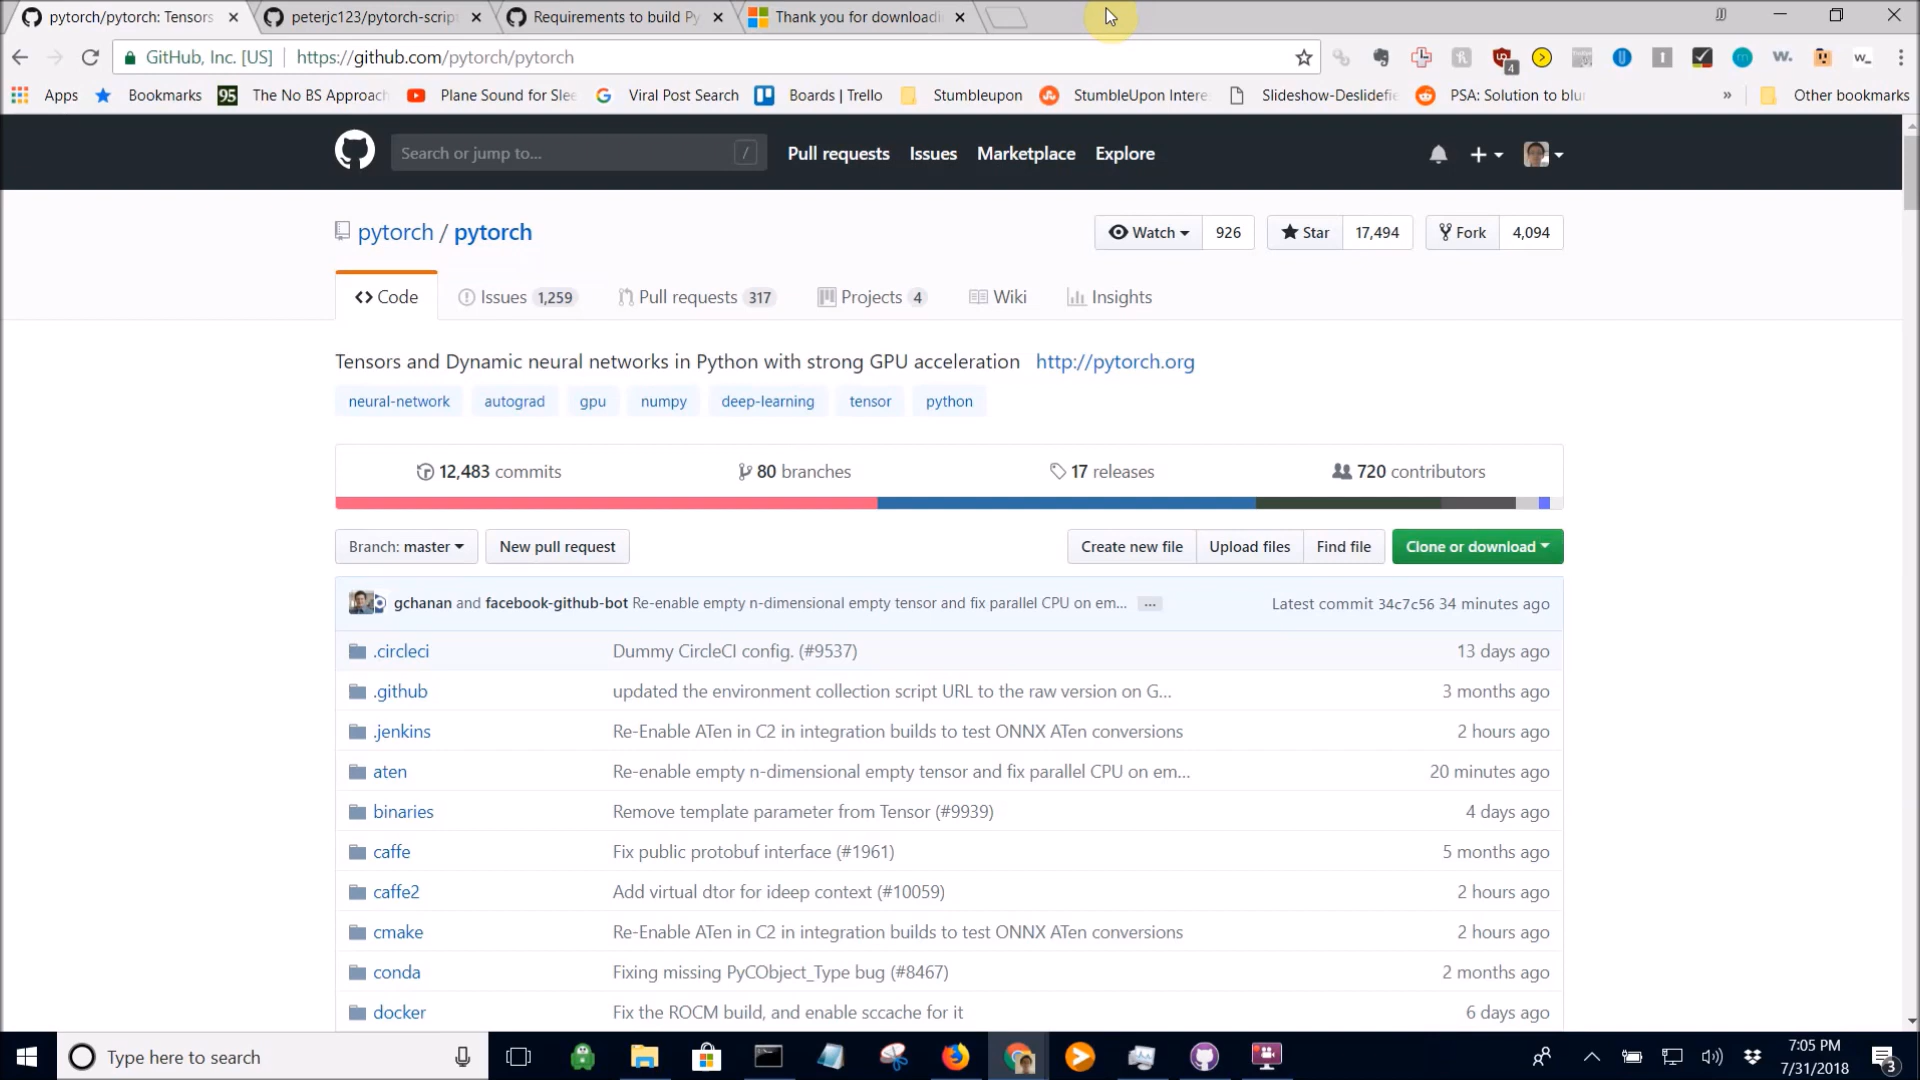 pytorch/pytorch: Tensors
peterjc123/pytorch-script
Requirements to build Py
Thank you for downloadi
GitHub, Inc. [US]
https://github.com/pytorch/pytorch
4
Apps
Bookmarks
95
The No BS Approach
Plane Sound for Slee
Viral Post Search
Boards | Trello
Stumbleupon
StumbleUpon Intere
Slideshow-Deslidefie
PSA: Solution to blur
»
Other bookmarks
Search or jump to...
/
Pull requests
Issues
Marketplace
Explore
pytorch / pytorch
Watch
926
Star
17,494
Fork
4,094
Code
Issues 1,259
Pull requests 317
Projects 4
Wiki
Insights
Tensors and Dynamic neural networks in Python with strong GPU acceleration http://pytorch.org
neural-network
autograd
gpu
numpy
deep-learning
tensor
python
12,483 commits
80 branches
17 releases
720 contributors
Branch: master
New pull request
Create new file
Upload files
Find file
Clone or download
gchanan and facebook-github-bot Re-enable empty n-dimensional empty tensor and fix parallel CPU on em... ...
Latest commit 34c7c56 34 minutes ago
.circleci
Dummy CircleCI config. (#9537)
13 days ago
.github
updated the environment collection script URL to the raw version on G...
3 months ago
.jenkins
Re-Enable ATen in C2 in integration builds to test ONNX ATen conversions
2 hours ago
aten
Re-enable empty n-dimensional empty tensor and fix parallel CPU on em...
20 minutes ago
binaries
Remove template parameter from Tensor (#9939)
4 days ago
caffe
Fix public protobuf interface (#1961)
5 months ago
caffe2
Add virtual dtor for ideep context (#10059)
2 hours ago
cmake
Re-Enable ATen in C2 in integration builds to test ONNX ATen conversions
2 hours ago
conda
Fixing missing PyCObject_Type bug (#8467)
2 months ago
docker
Fix the ROCM build, and enable sccache for it
6 days ago
Type here to search
7:05 PM
7/31/2018
3